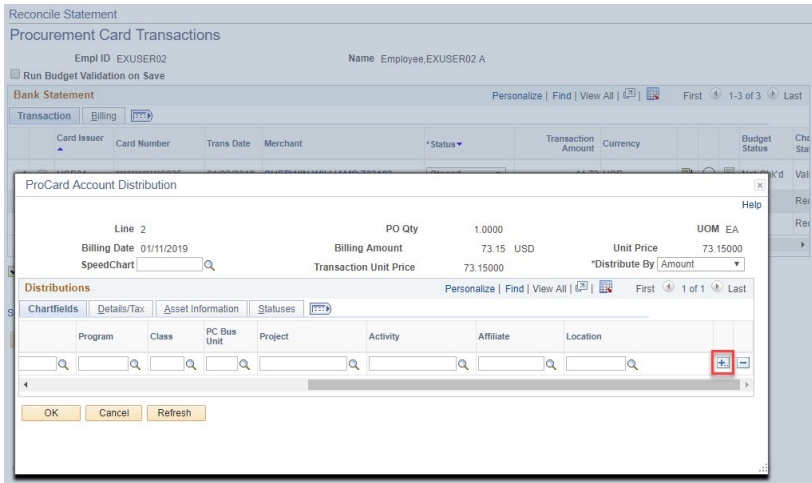 Reconcile Statement
Procurement Card Transactions
Empl ID EXUSER02 Name Employee,EXUSER02 A
Run Budget Validation on Save
Bank Statement Personalize | Find | View All | First 1-3 of 3 Last
Transaction Billing
Card Issuer Card Number Trans Date Merchant *Status Transaction Amount Currency Budget Status
ProCard Account Distribution
Help
Line 2 PO Qty 1.0000 UOM EA
Billing Date 01/11/2019 Billing Amount 73.15 USD Unit Price 73.15000
SpeedChart Transaction Unit Price 73.15000 *Distribute By Amount
Distributions Personalize | Find | View All | First 1 of 1 Last
Chartfields Details/Tax Asset Information Statuses
Program Class PC Bus Unit Project Activity Affiliate Location
OK Cancel Refresh